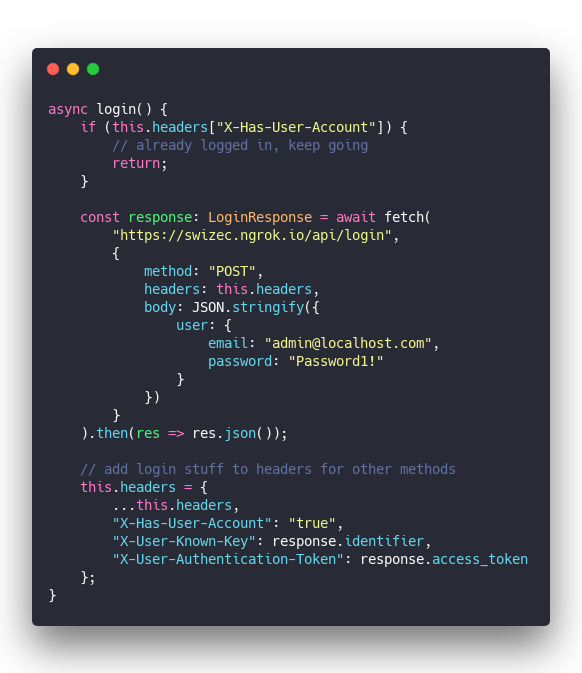 async login() {
    if (this.headers["X-Has-User-Account"]) {
        // already logged in, keep going
        return;
    }

    const response: LoginResponse = await fetch(
        "https://swizec.ngrok.io/api/login",
        {
            method: "POST",
            headers: this.headers,
            body: JSON.stringify({
                user: {
                    email: "admin@localhost.com",
                    password: "Password1!"
                }
            })
        }
    ).then(res => res.json());

    // add login stuff to headers for other methods
    this.headers = {
        ...this.headers,
        "X-Has-User-Account": "true",
        "X-User-Known-Key": response.identifier,
        "X-User-Authentication-Token": response.access_token
    };
}